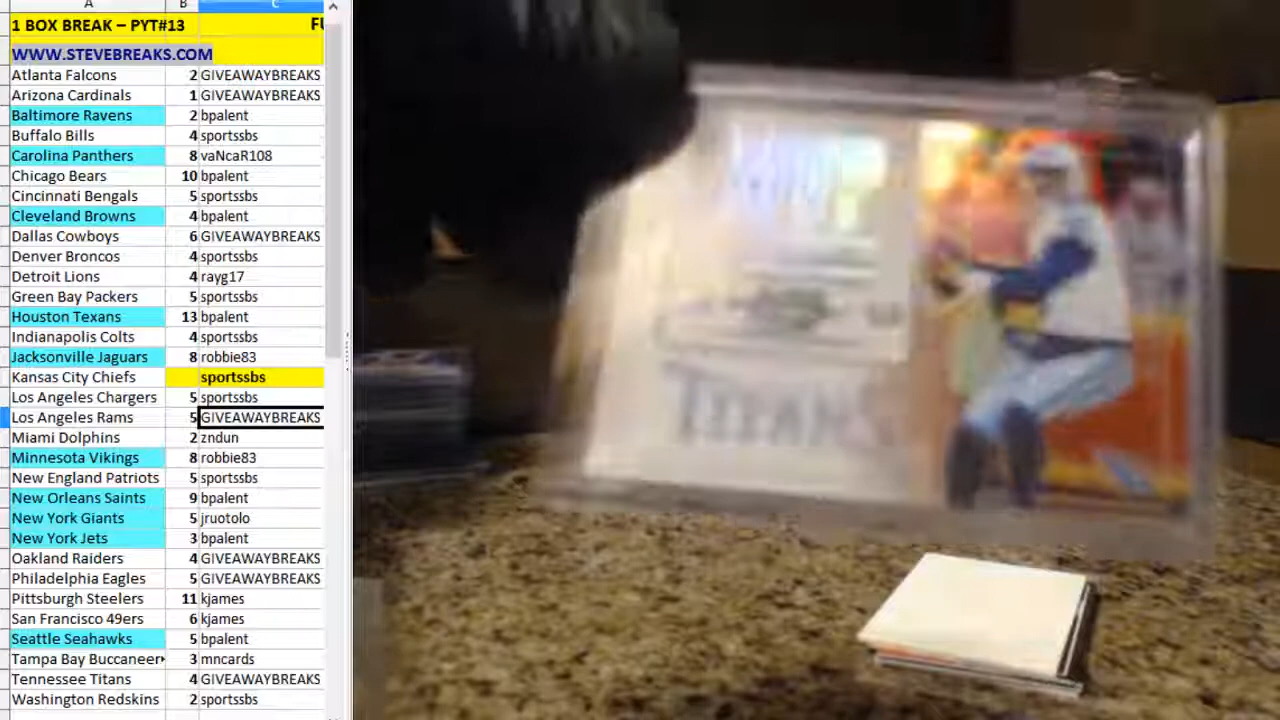 A B C
1 BOX BREAK – PYT#13 FU
WWW.STEVEBREAKS.COM
Atlanta Falcons 2 GIVEAWAYBREAKS
Arizona Cardinals 1 GIVEAWAYBREAKS
Baltimore Ravens 2 bpalent
Buffalo Bills 4 sportssbs
Carolina Panthers 8 vaNcaR108
Chicago Bears 10 bpalent
Cincinnati Bengals 5 sportssbs
Cleveland Browns 4 bpalent
Dallas Cowboys 6 GIVEAWAYBREAKS
Denver Broncos 4 sportssbs
Detroit Lions 4 rayg17
Green Bay Packers 5 sportssbs
Houston Texans 13 bpalent
Indianapolis Colts 4 sportssbs
Jacksonville Jaguars 8 robbie83
Kansas City Chiefs sportssbs
Los Angeles Chargers 5 sportssbs
Los Angeles Rams 5 GIVEAWAYBREAKS
Miami Dolphins 2 zndun
Minnesota Vikings 8 robbie83
New England Patriots 5 sportssbs
New Orleans Saints 9 bpalent
New York Giants 5 jruotolo
New York Jets 3 bpalent
Oakland Raiders 4 GIVEAWAYBREAKS
Philadelphia Eagles 5 GIVEAWAYBREAKS
Pittsburgh Steelers 11 kjames
San Francisco 49ers 6 kjames
Seattle Seahawks 5 bpalent
Tampa Bay Buccaneer 3 mncards
Tennessee Titans 4 GIVEAWAYBREAKS
Washington Redskins 2 sportssbs
TITANS